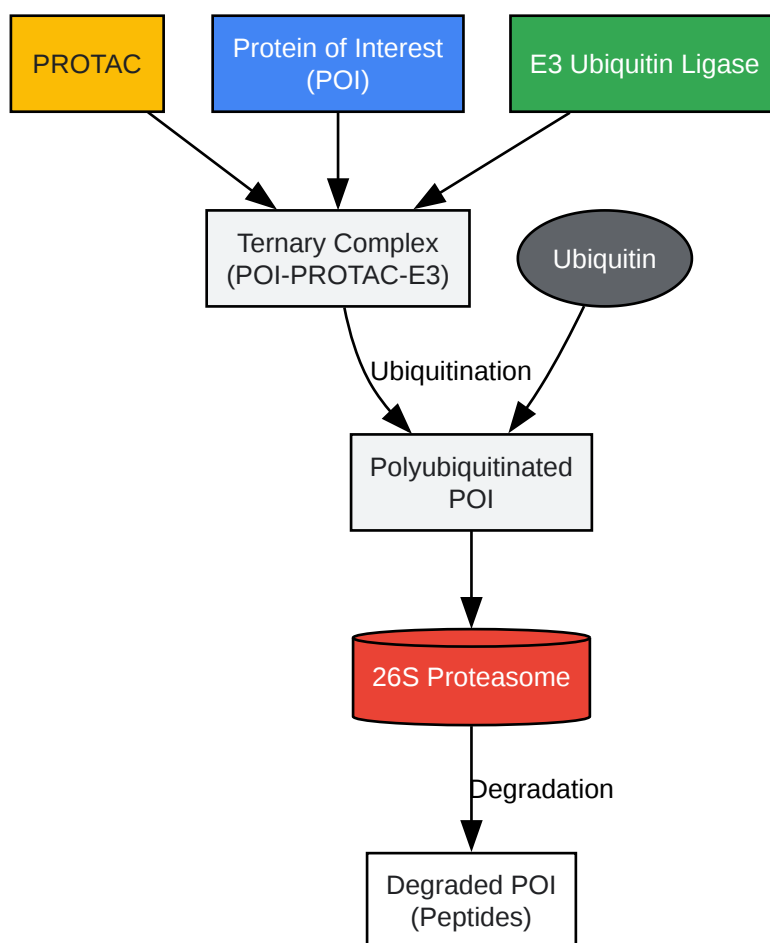 PROTAC
Protein of Interest
(POI)
E3 Ubiquitin Ligase
Ternary Complex
(POI-PROTAC-E3)
Ubiquitin
Ubiquitination
Polyubiquitinated
POI
26S Proteasome
Degradation
Degraded POI
(Peptides)